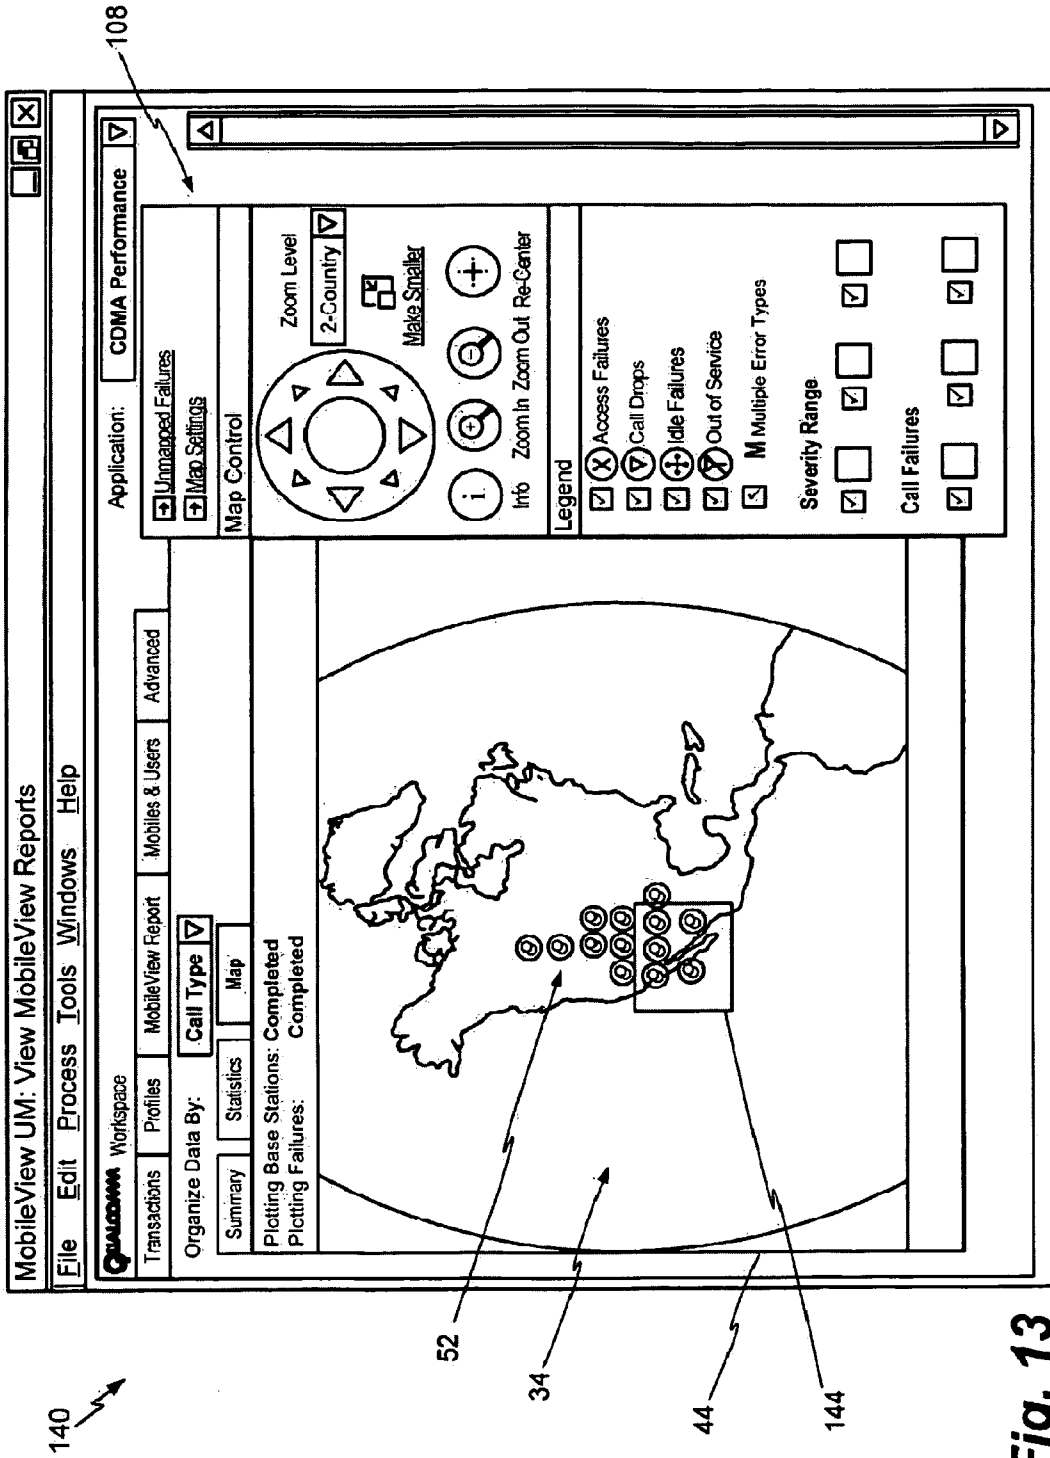 140
108
MobileView UM: View MobileView Reports
File Edit Process Tools Windows Help
QUALCOMM Workspace
Application: CDMA Performance
Transactions Profiles MobileView Report Mobiles & Users Advanced
Organize Data By: Call Type
Summary Statistics Map
Plotting Base Stations: Completed
Plotting Failures: Completed
Unmapped Failures
Map Settings
Map Control
Zoom Level
2-Country
Make Smaller
Info Zoom In Zoom Out Re-Center
Legend
Access Failures
Call Drops
Idle Failures
Out of Service
M Multiple Error Types
Severity Range
Call Failures
52
34
44
144
Fig. 13